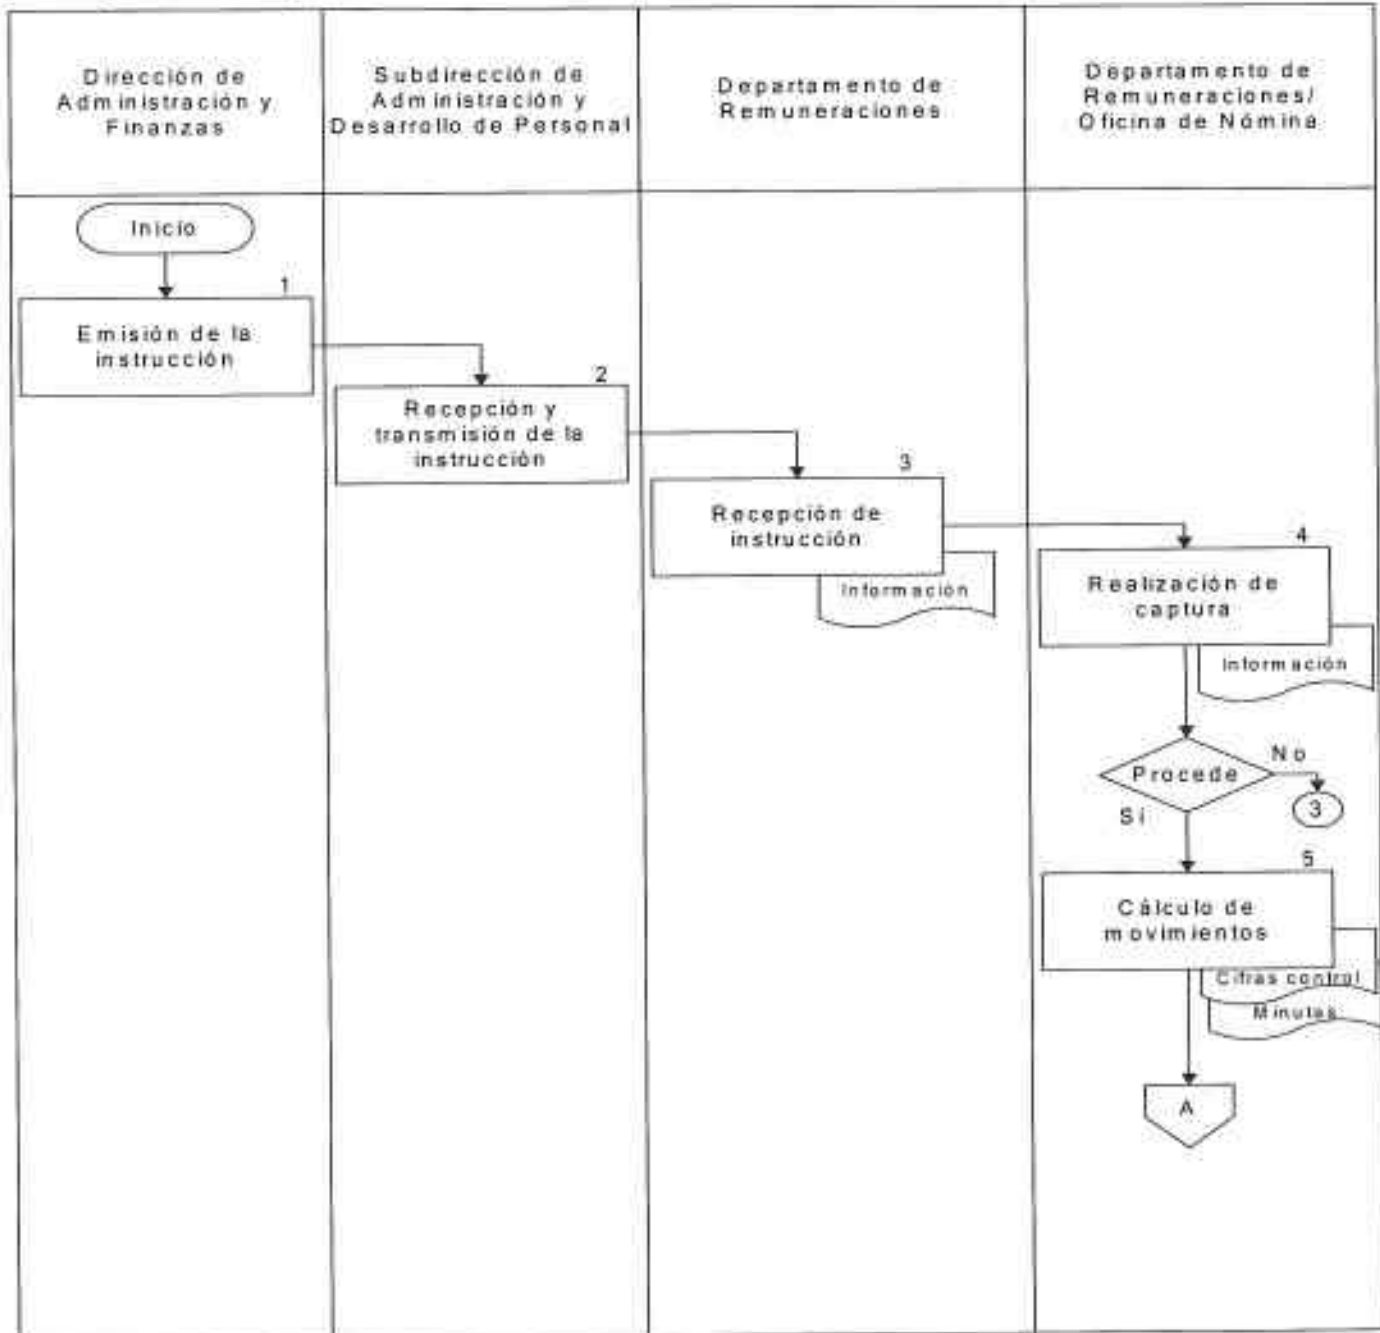 Dirección de
Administración y
Finanzas
Subdirección de
Administración y
Desarrollo de Personal
Departamento de
Remuneraciones
Departamento de
Remuneraciones/
Oficina de Nómina
Inicio
1
Emisión de la
instrucción
2
Recepción y
transmisión de la
instrucción
3
Recepción de
instrucción
Información
4
Realización de
captura
Información
Procede
No
3
Sí
5
Cálculo de
movimientos
Cifras control
Minutas
A